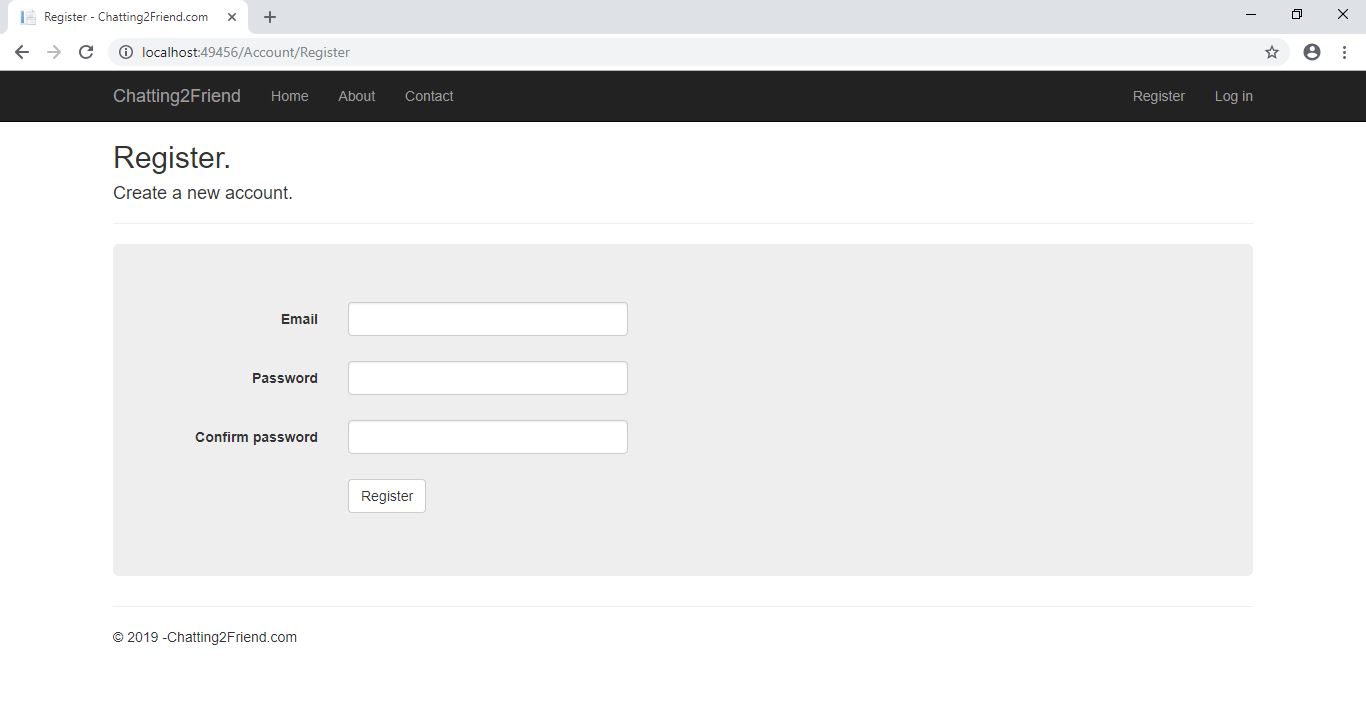 Register - Chatting2Friend.com
localhost:49456/Account/Register
Chatting2Friend Home About Contact Register Log in
Register.
Create a new account.
Email
Password
Confirm password
Register
© 2019 -Chatting2Friend.com